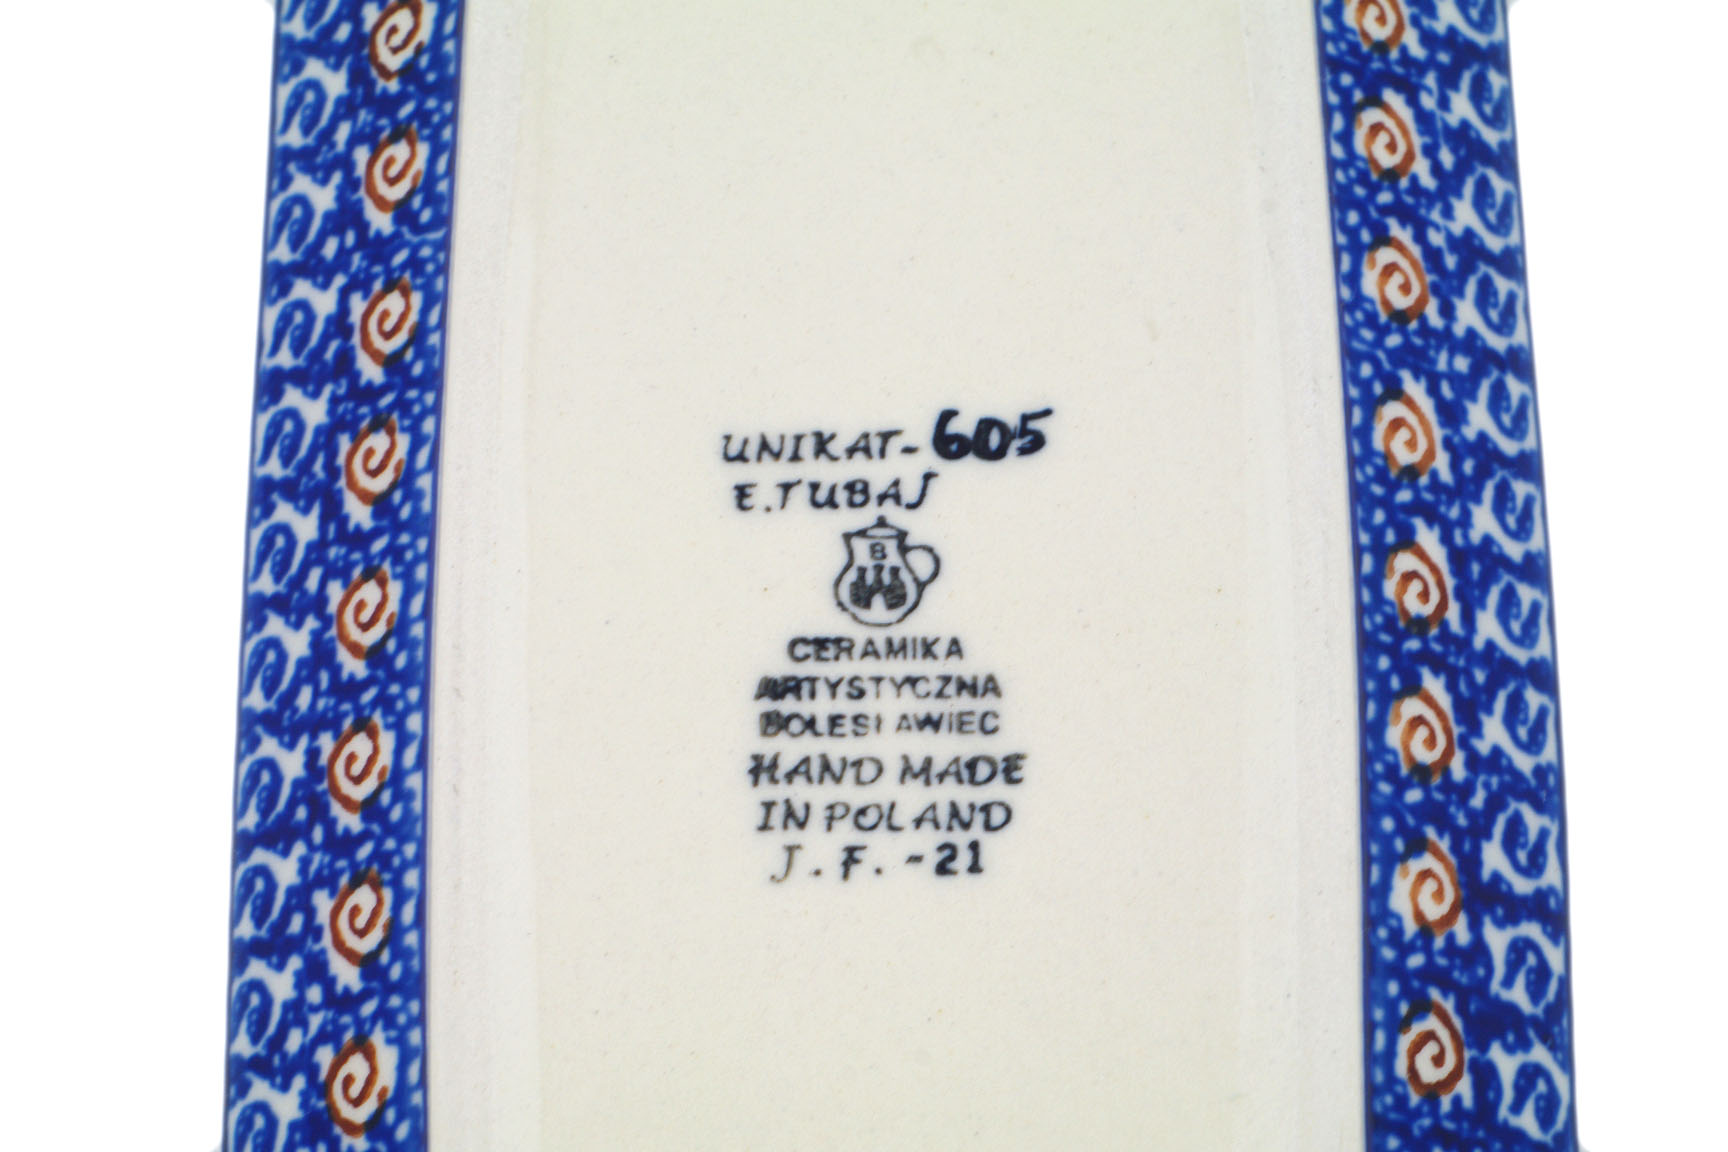 UNIKAT-605
E.TUBAJ
B
CERAMIKA
ARTYSTYCZNA
BOLESŁAWIEC
HAND MADE
IN POLAND
J.F.-21